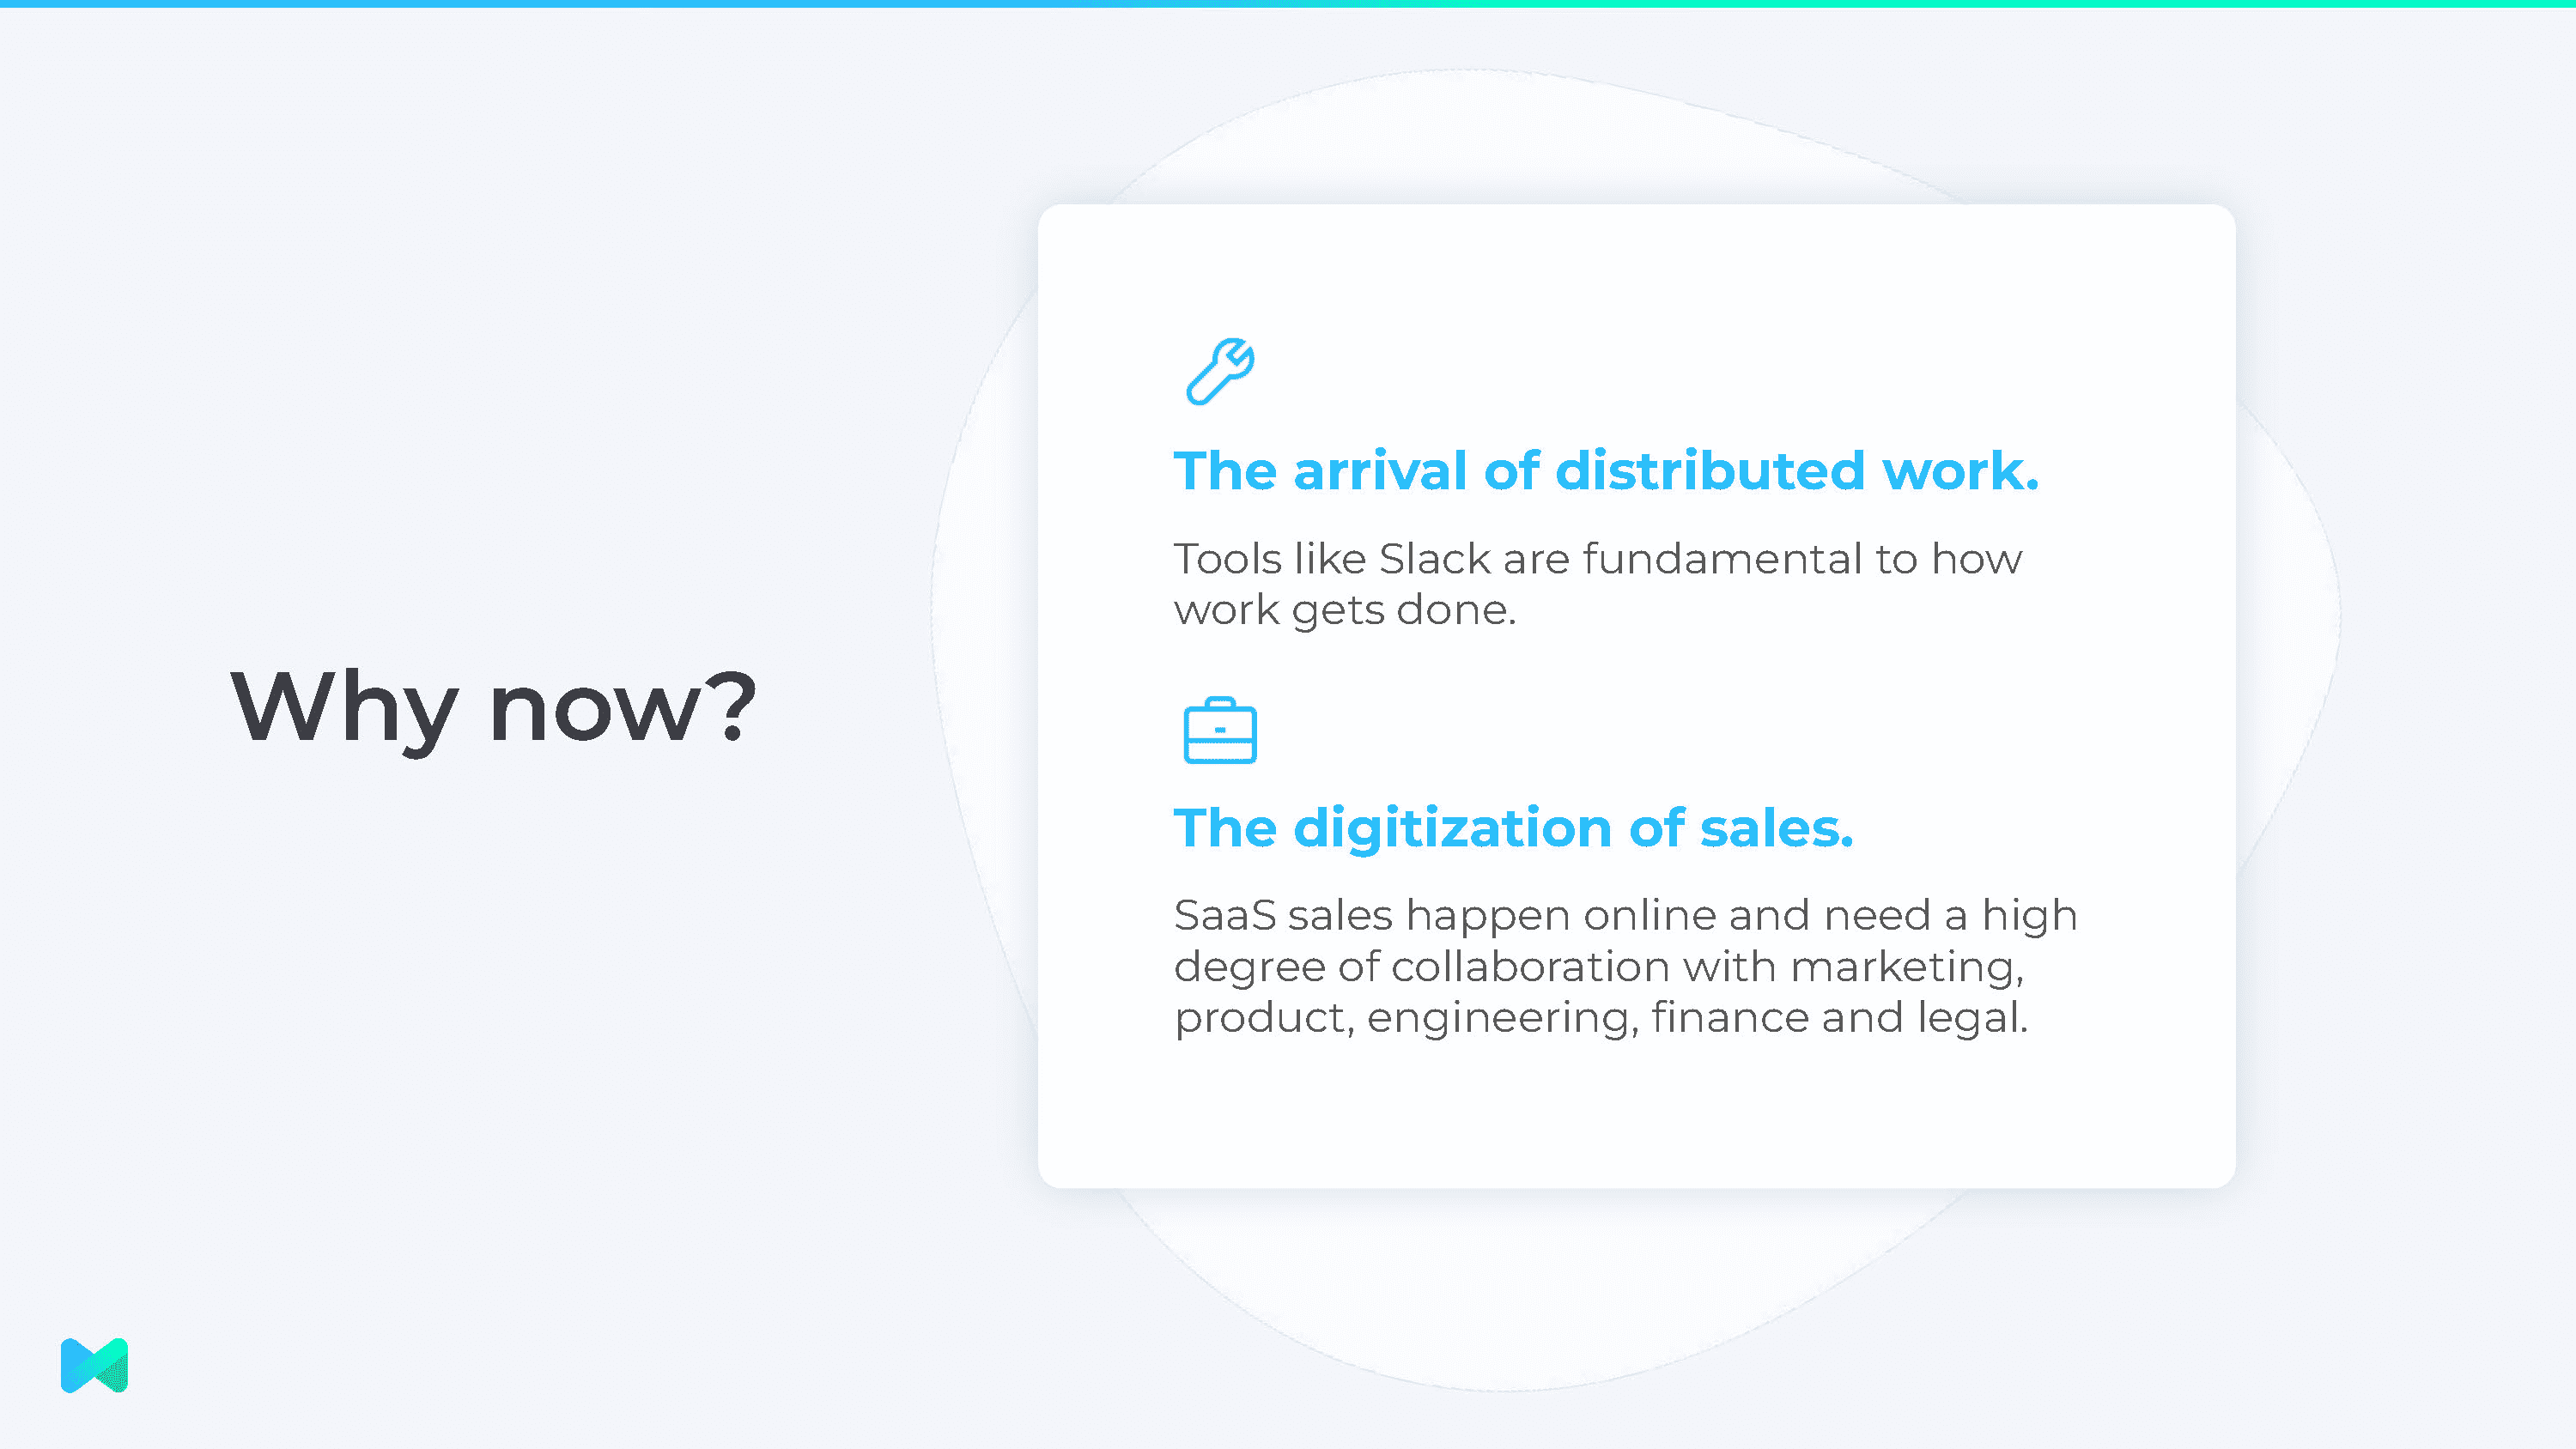 Why now?
The arrival of distributed work.
Tools like Slack are fundamental to how
work gets done.
The digitization of sales.
SaaS sales happen online and need a high
degree of collaboration with marketing,
product, engineering, finance and legal.